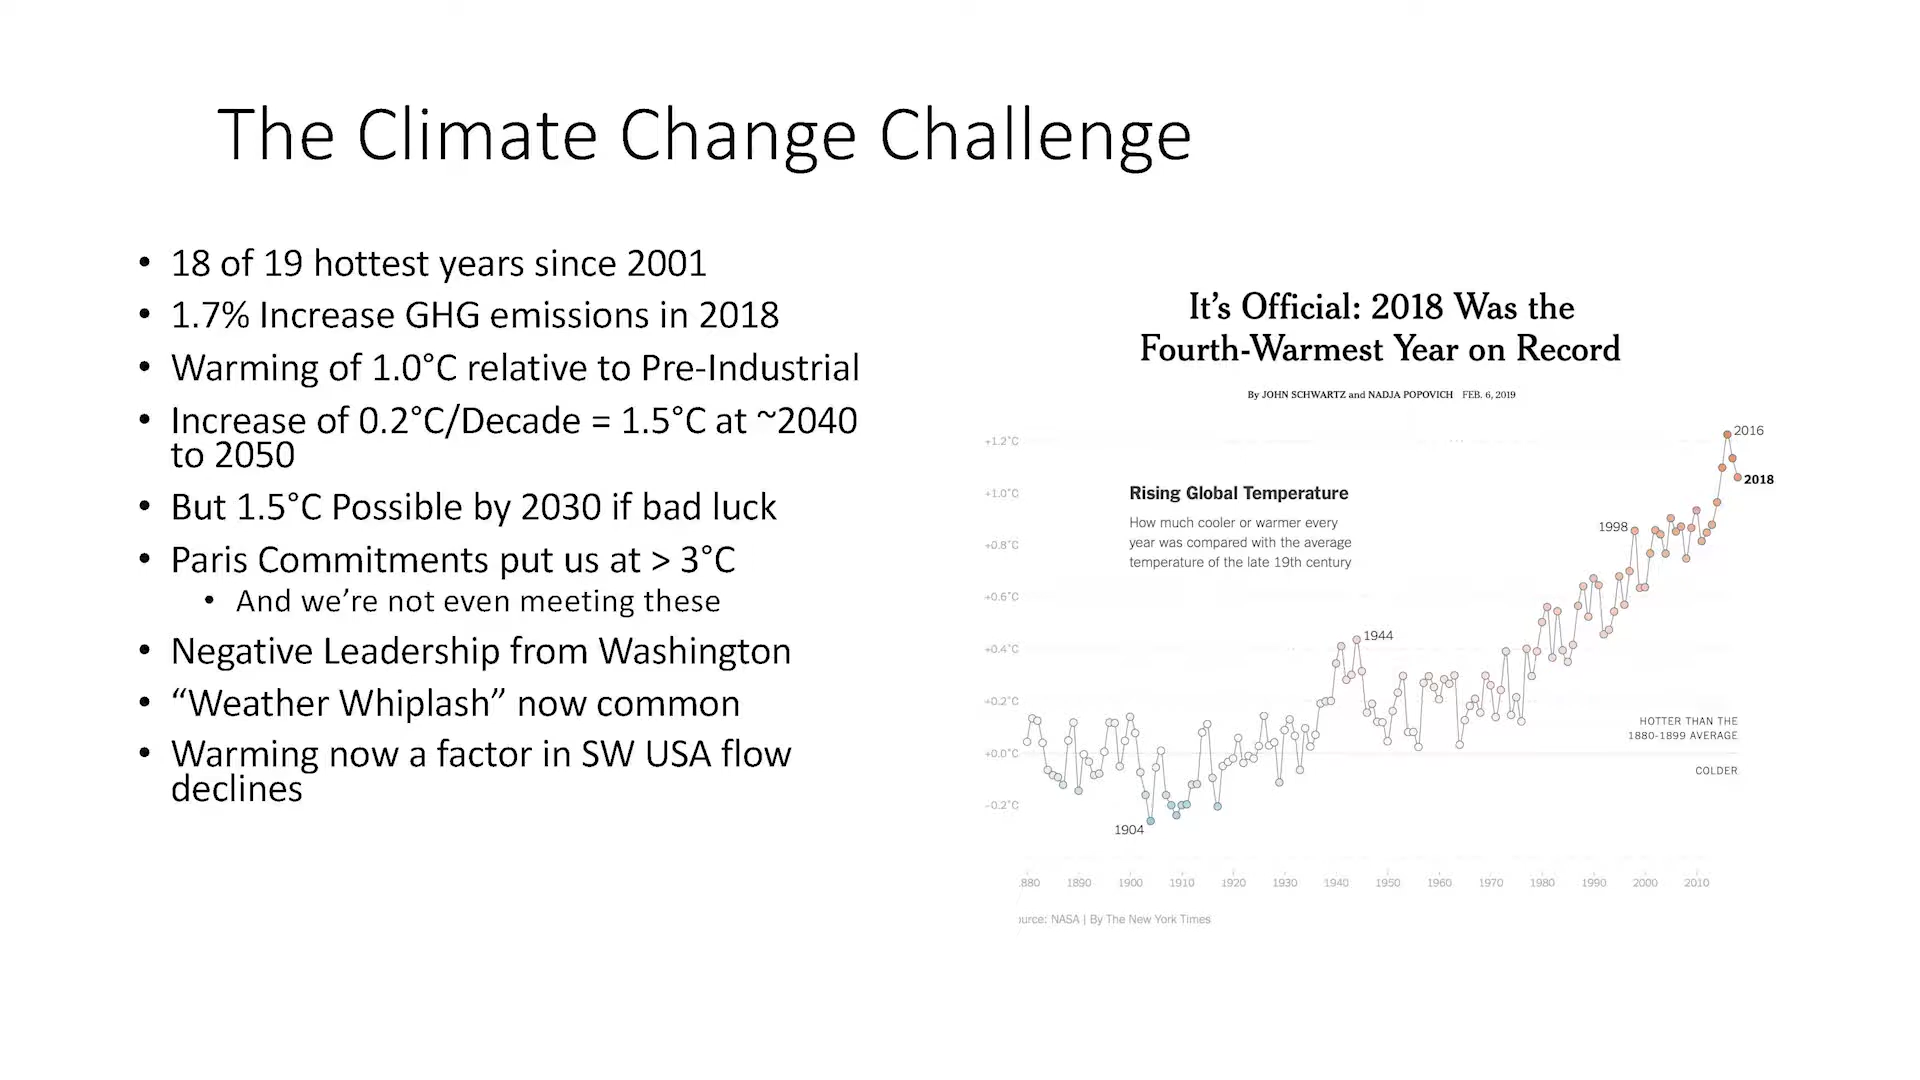 The Climate Change Challenge
• 18 of 19 hottest years since 2001
• 1.7% Increase GHG emissions in 2018
• Warming of 1.0°C relative to Pre-Industrial
• Increase of 0.2°C/Decade = 1.5°C at ~2040
to 2050
• But 1.5°C Possible by 2030 if bad luck
• Paris Commitments put us at > 3°C
• And we’re not even meeting these
• Negative Leadership from Washington
• “Weather Whiplash” now common
• Warming now a factor in SW USA flow
declines
It’s Official: 2018 Was the
Fourth-Warmest Year on Record
By JOHN SCHWARTZ and NADJA POPOVICH FEB. 6, 2019
+1.2°C
2016
2018
+1.0°C
Rising Global Temperature
How much cooler or warmer every
year was compared with the average
temperature of the late 19th century
1998
+0.8°C
+0.6°C
1944
+0.4°C
+0.2°C
HOTTER THAN THE
1880-1899 AVERAGE
+0.0°C
COLDER
-0.2°C
1904
880 1890 1900 1910 1920 1930 1940 1950 1960 1970 1980 1990 2000 2010
urce: NASA | By The New York Times